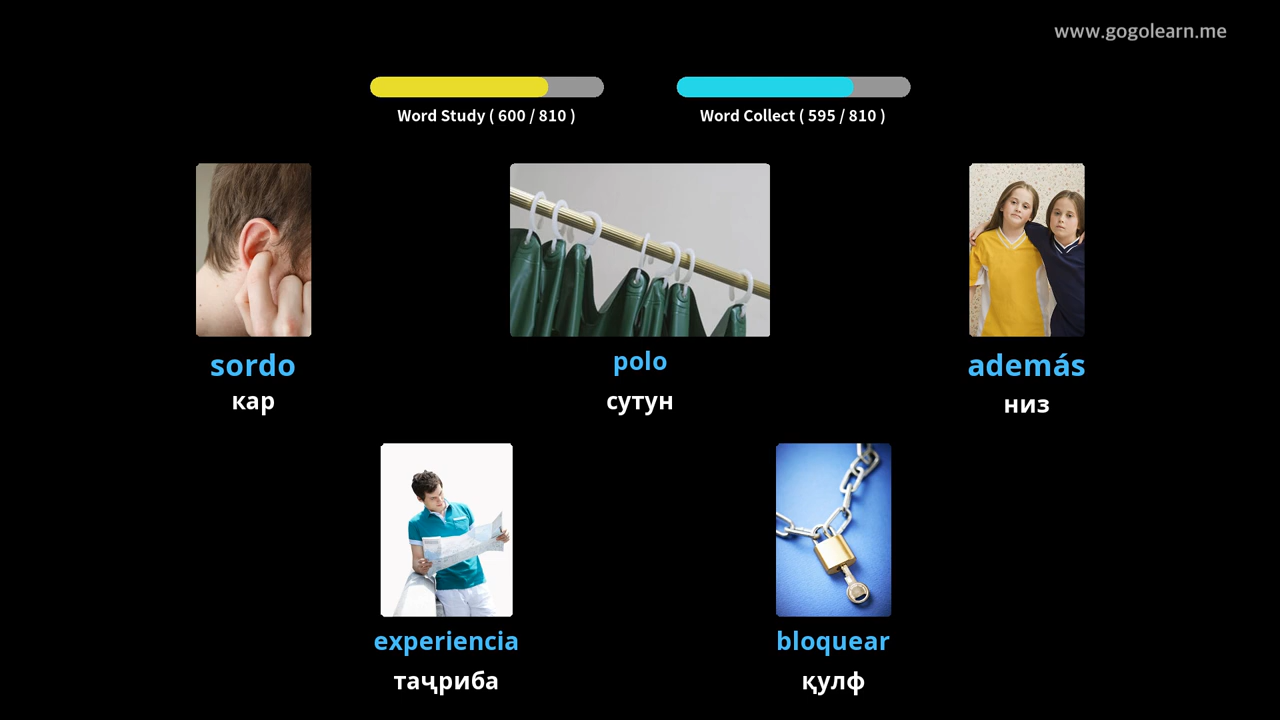 www.gogolearn.me
Word Study ( 600 / 810 )
Word Collect ( 595 / 810 )
sordo
кар
polo
сутун
además
низ
experiencia
таҷриба
bloquear
қулф